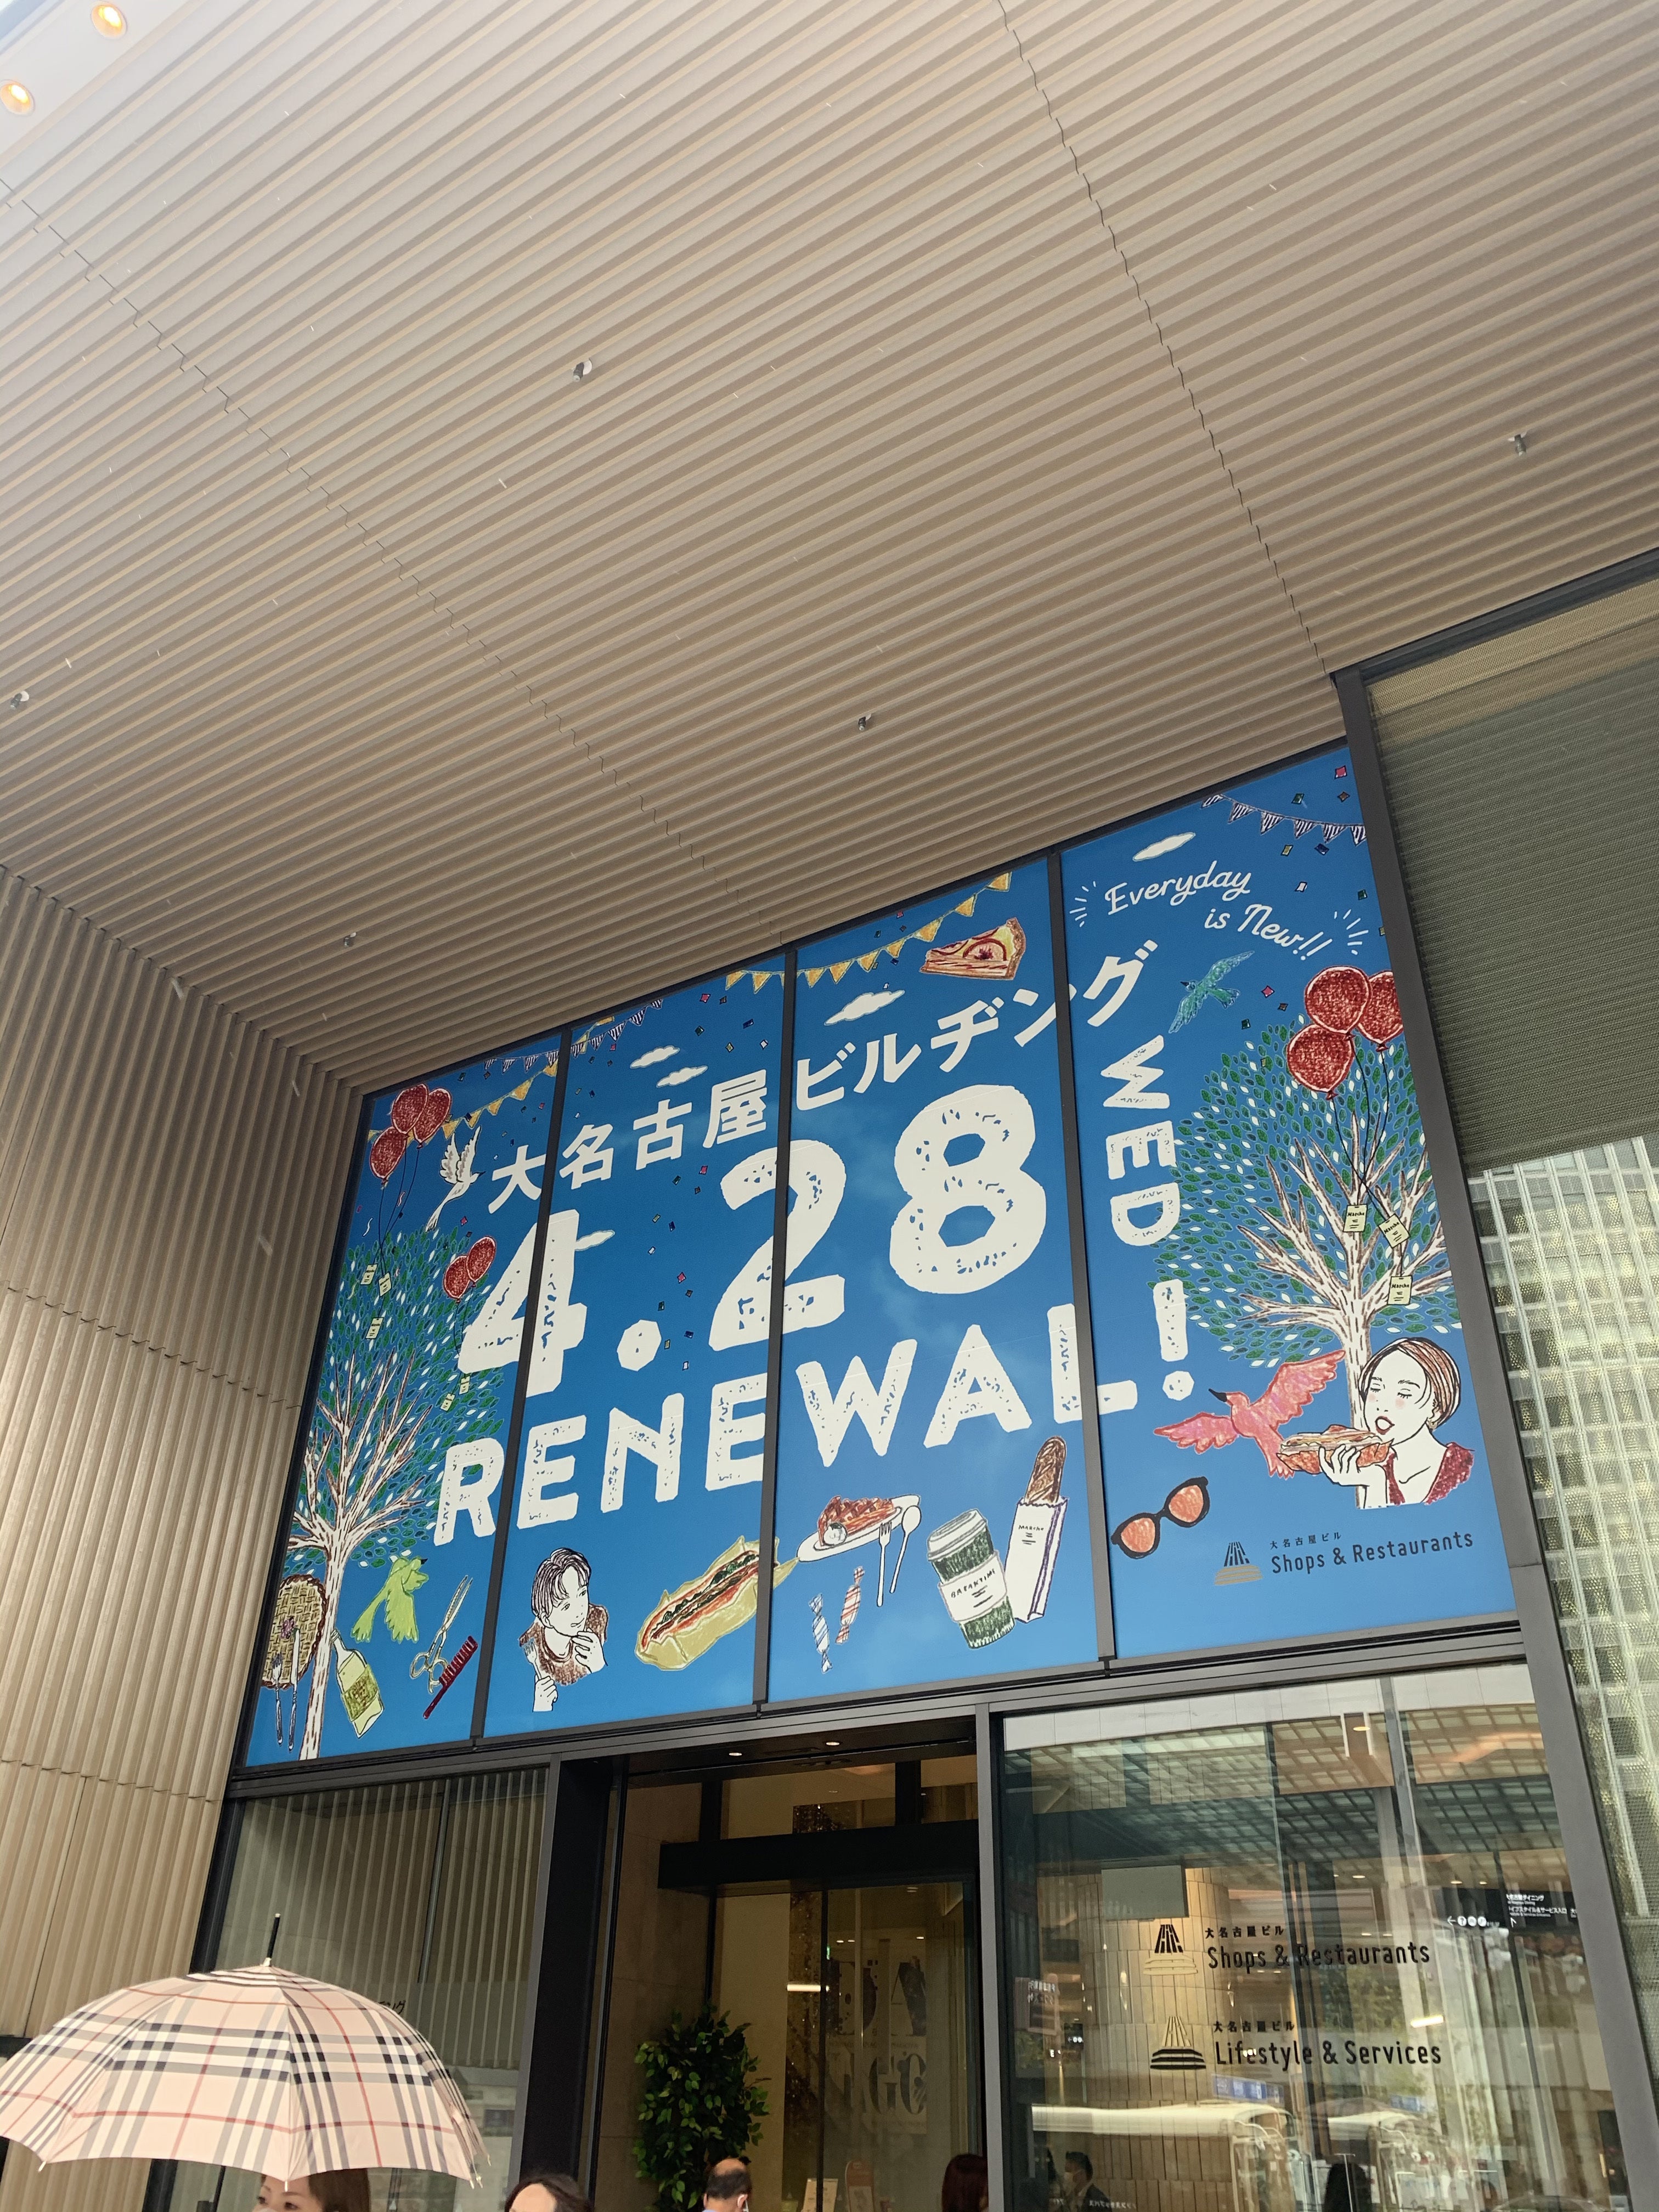 Everyday
is New!!
大名古屋ビルヂング
4.28
WED
RENEWAL!
大名古屋ビル
Shops & Restaurants
大名古屋ビル
Shops & Restaurants
大名古屋ビル
Lifestyle & Services